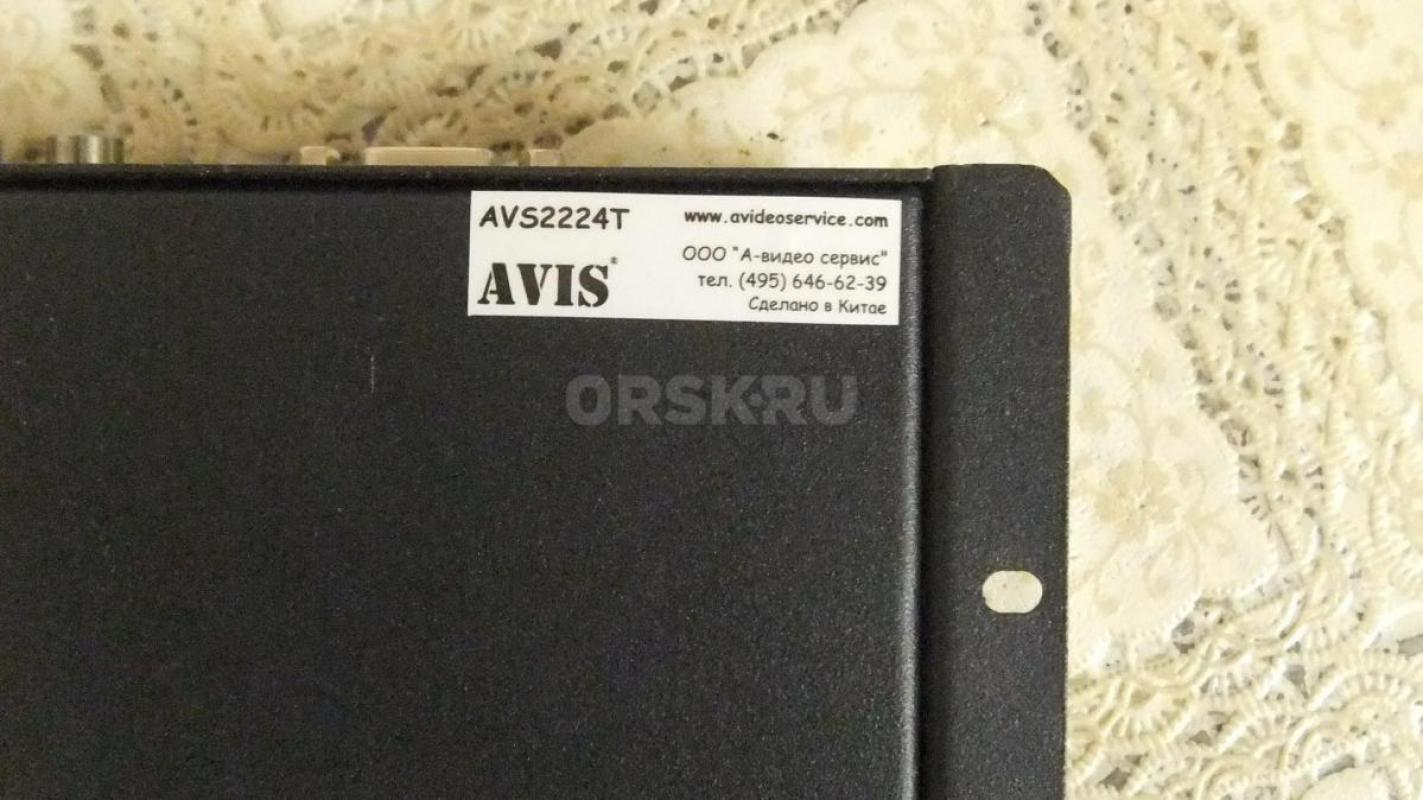 AVS2224T
AVIS®
www.avideoservice.com
ООО "А-видео сервис"
тел. (495) 646-62-39
Сделано в Китае
ORSK.RU